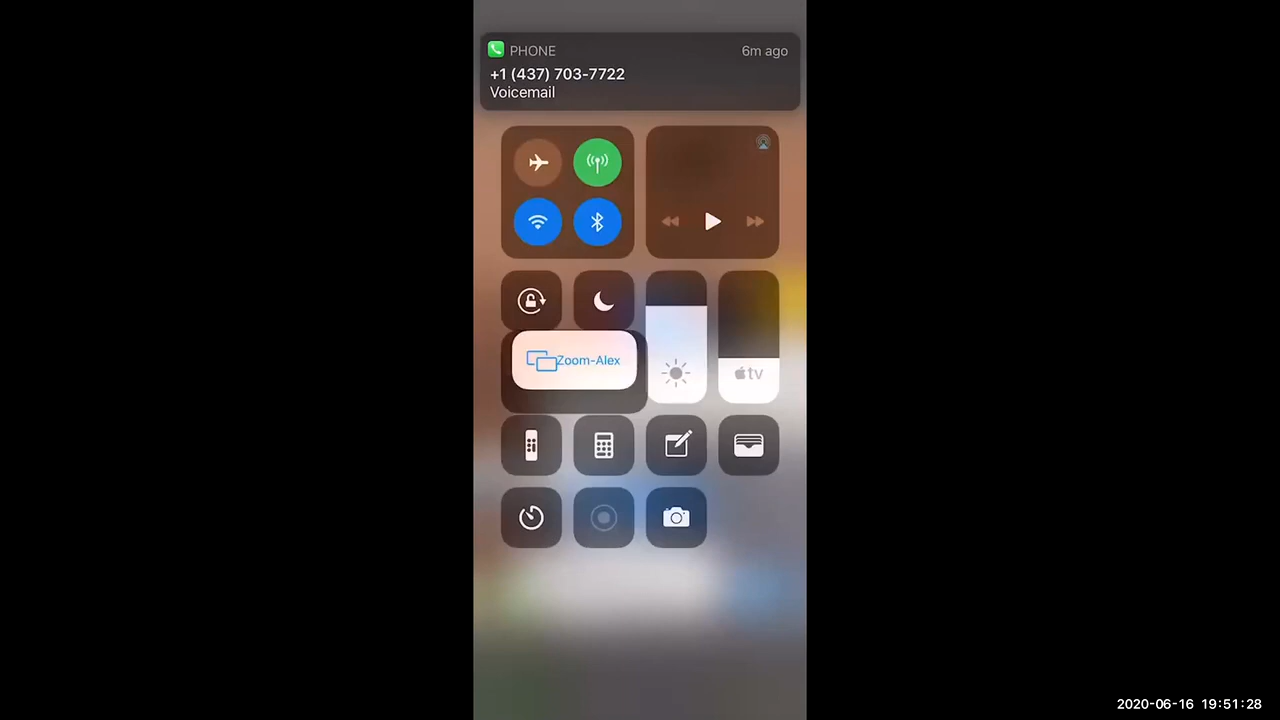 PHONE 6m ago
+1 (437) 703-7722
Voicemail
Zoom-Alex
tv
2020-06-16 19:51:28